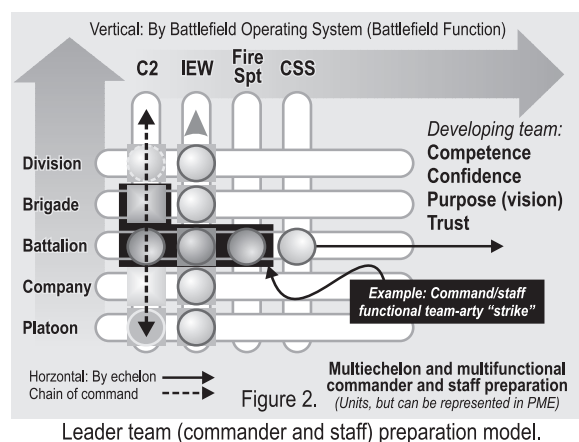 Vertical: By Battlefield Operating System (Battlefield Function)
C2
IEW
Fire
Spt
CSS
Developing team:
Competence
Confidence
Purpose (vision)
Trust
Division
Brigade
Battalion
Company
Platoon
Example: Command/staff
functional team-arty “strike”
Horzontal: By echelon
Chain of command
Figure 2.
Multiechelon and multifunctional
commander and staff preparation
(Units, but can be represented in PME)
Leader team (commander and staff) preparation model.